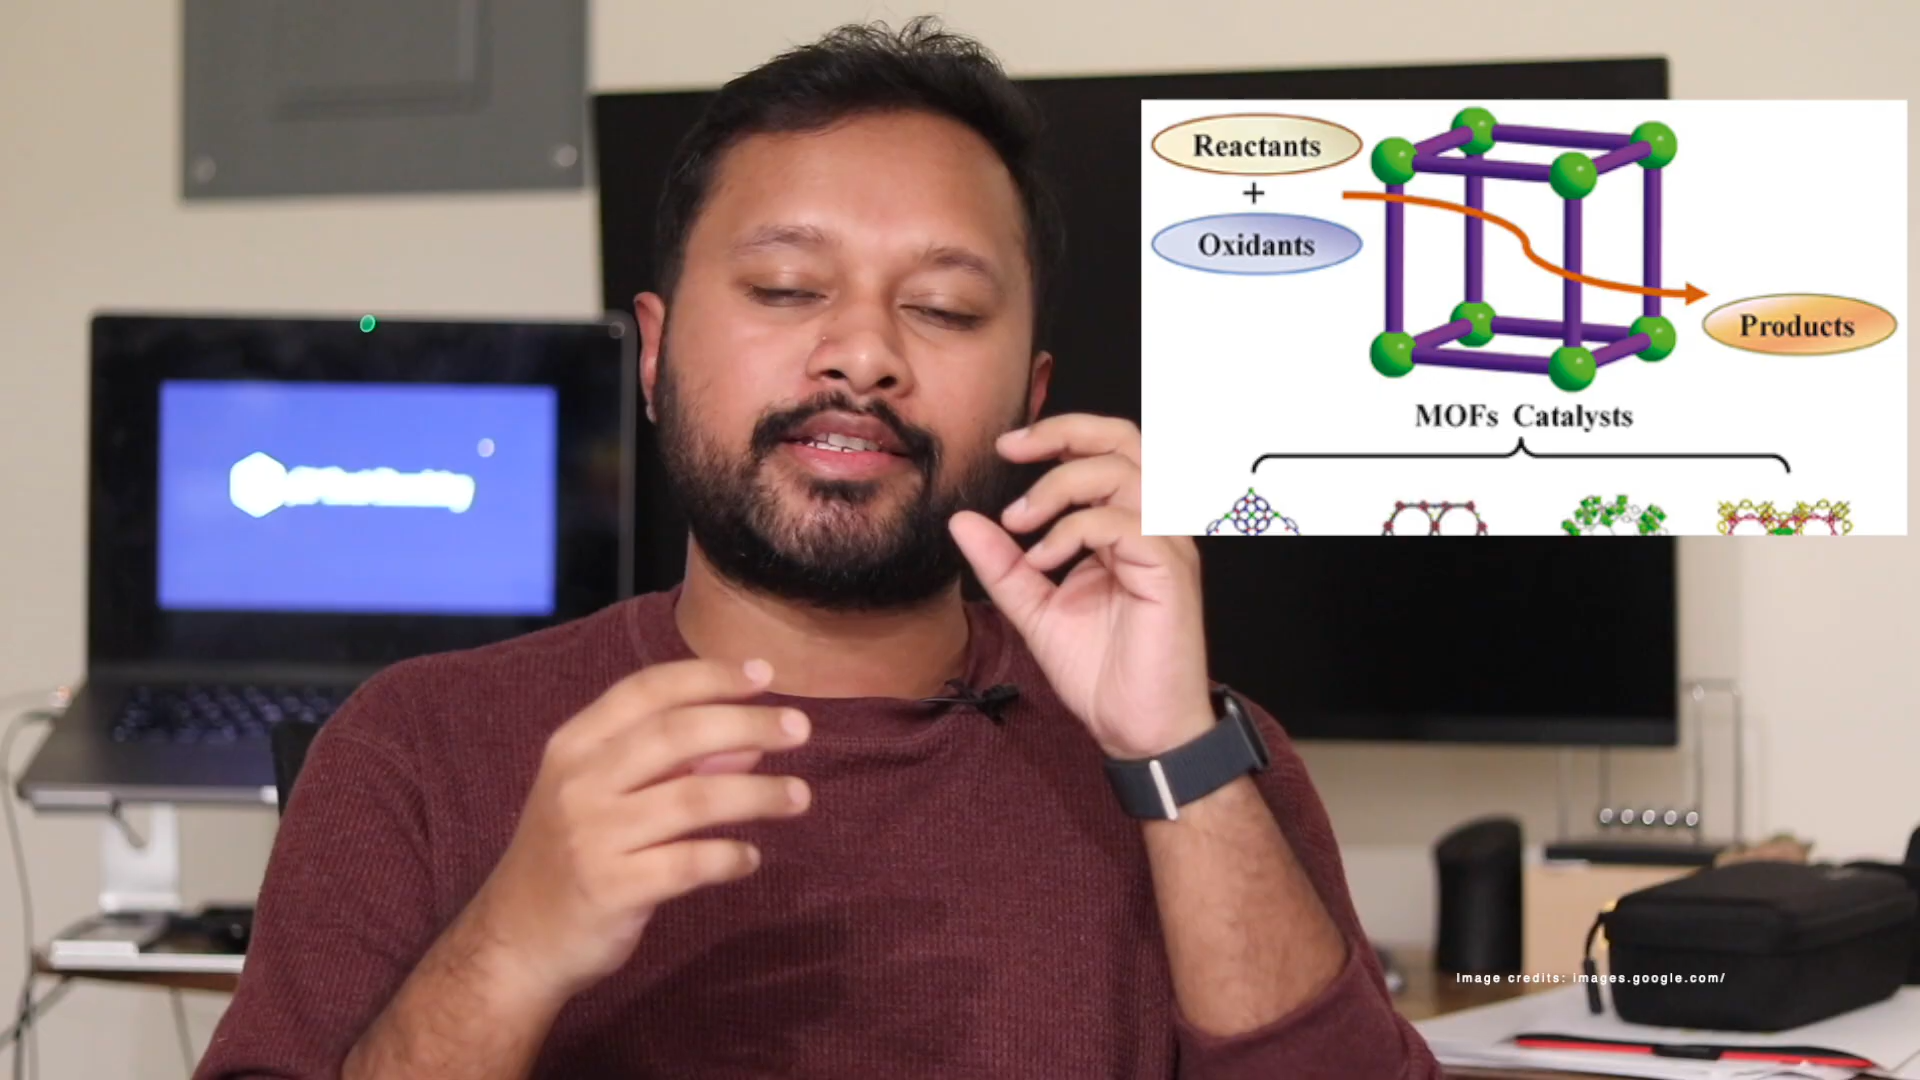 Reactants
+
Oxidants
Products
MOFs Catalysts
Image credits: images.google.com/